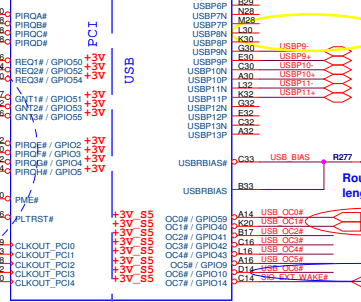 USBP6P R29
USBP7N N28
PIRQA# USBP7P M28
PIRQB# USBP8N L30
PIRQC# USBP8P K30
PIRQD# PCI USBP9N G30 USBP9-
USBP9P E30 USBP9+
REQ1# / GPIO50 +3V USB USBP10N C30 USBP10-
REQ2# / GPIO52 +3V USBP10P A30 USBP10+
REQ3# / GPIO54 +3V USBP11N L32 USBP11-
USBP11P K32 USBP11+
GNT1# / GPIO51 +3V USBP12N G32
GNT2# / GPIO53 +3V USBP12P E32
GNT3# / GPIO55 +3V USBP13N C32
USBP13P A32
PIRQE# / GPIO2 +3V
PIRQF# / GPIO3 +3V
PIRQG# / GPIO4 +3V USBRBIAS# C33 USB_BIAS R277
PIRQH# / GPIO5 +3V
Rou
USBRBIAS B33 leng
PME#
PLTRST# +3V_S5 OC0# / GPIO59 A14 USB_OC0#
+3V_S5 OC1# / GPIO40 K20 USB_OC1#
+3V_S5 OC2# / GPIO41 B17 USB_OC2#
CLKOUT_PCI0 +3V_S5 OC3# / GPIO42 C16 USB_OC3#
CLKOUT_PCI1 +3V_S5 OC4# / GPIO43 L16 USB_OC4#
CLKOUT_PCI2 +3V_S5 OC5# / GPIO9 A16 USB_OC5#
CLKOUT_PCI3 +3V_S5 OC6# / GPIO10 D14 USB_OC6#
CLKOUT_PCI4 +3V_S5 OC7# / GPIO14 C14 SIO_EXT_WAKE#